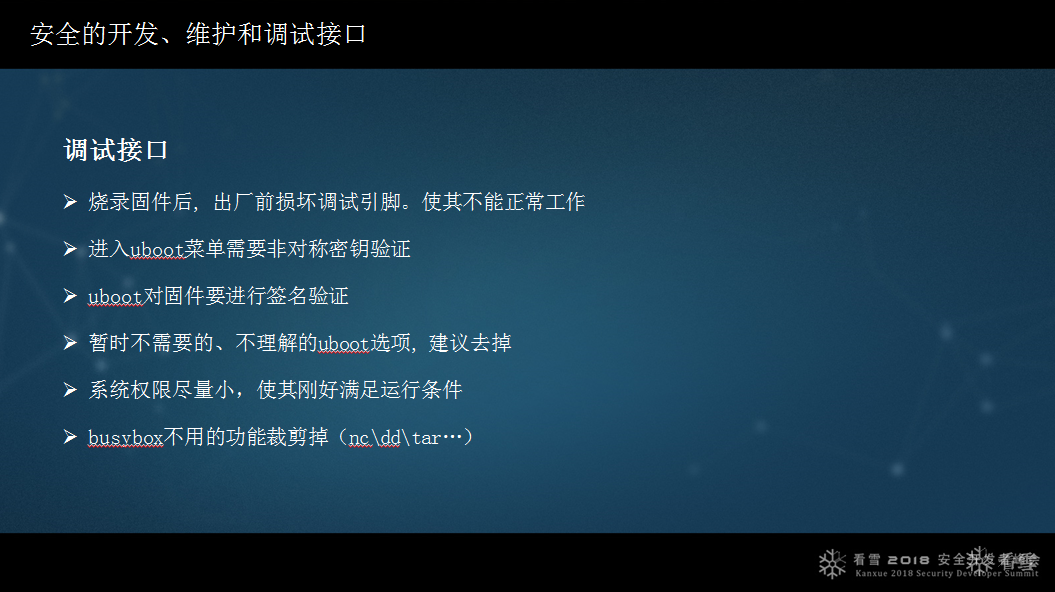 安全的开发、维护和调试接口
调试接口
➢ 烧录固件后, 出厂前损坏调试引脚。使其不能正常工作
➢ 进入uboot菜单需要非对称密钥验证
➢ uboot对固件要进行签名验证
➢ 暂时不需要的、不理解的uboot选项, 建议去掉
➢ 系统权限尽量小，使其刚好满足运行条件
➢ busybox不用的功能裁剪掉（nc\dd\tar…）
看雪 2018 安全开发者峰会
Kanxue 2018 Security Developer Summit
看雪